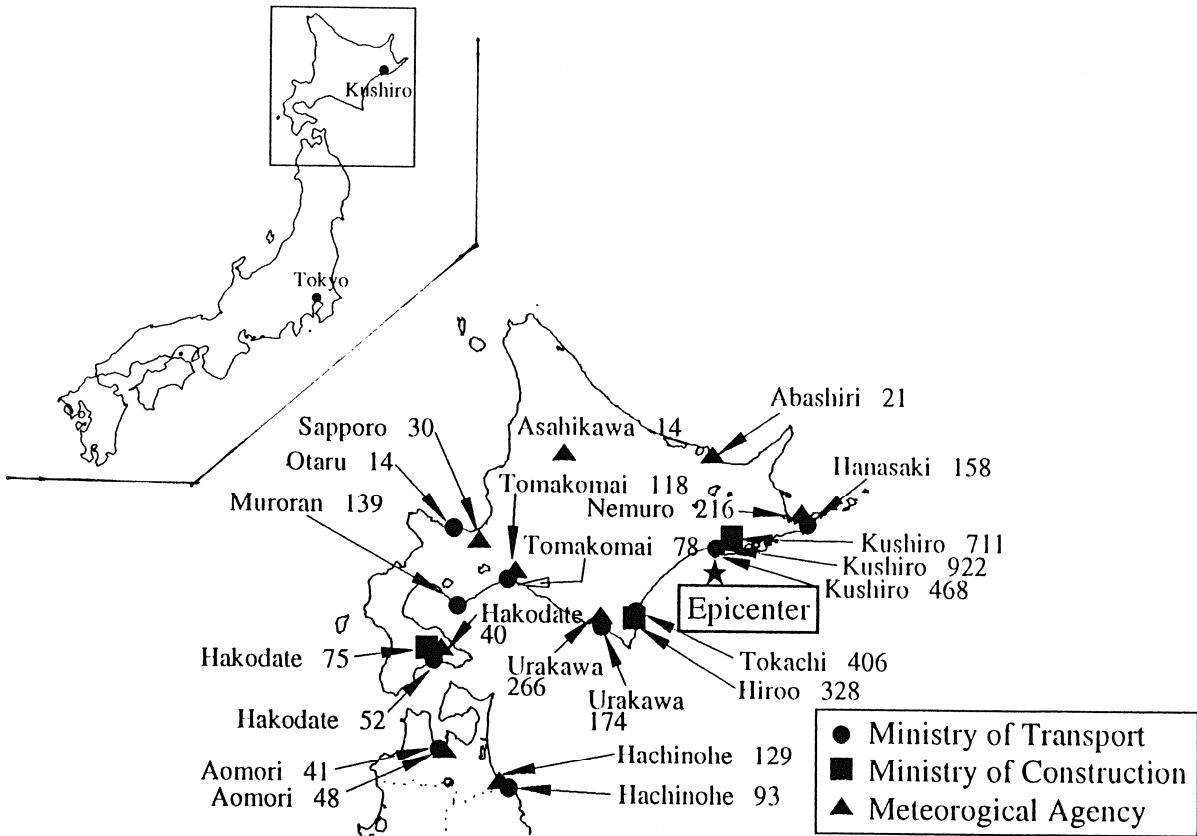 Kushiro
Tokyo
Abashiri 21
Sapporo 30
Asahikawa 14
Otaru 14
Hanasaki 158
Tomakomai 118
Muroran 139
Nemuro 216
Tomakomai 78
Kushiro 711
Kushiro 922
Kushiro 468
Epicenter
Hakodate
40
Hakodate 75
Urakawa
266
Tokachi 406
Hiroo 328
Urakawa
174
Hakodate 52
Aomori 41
Aomori 48
Hachinohe 129
Hachinohe 93
Ministry of Transport
Ministry of Construction
Meteorogical Agency